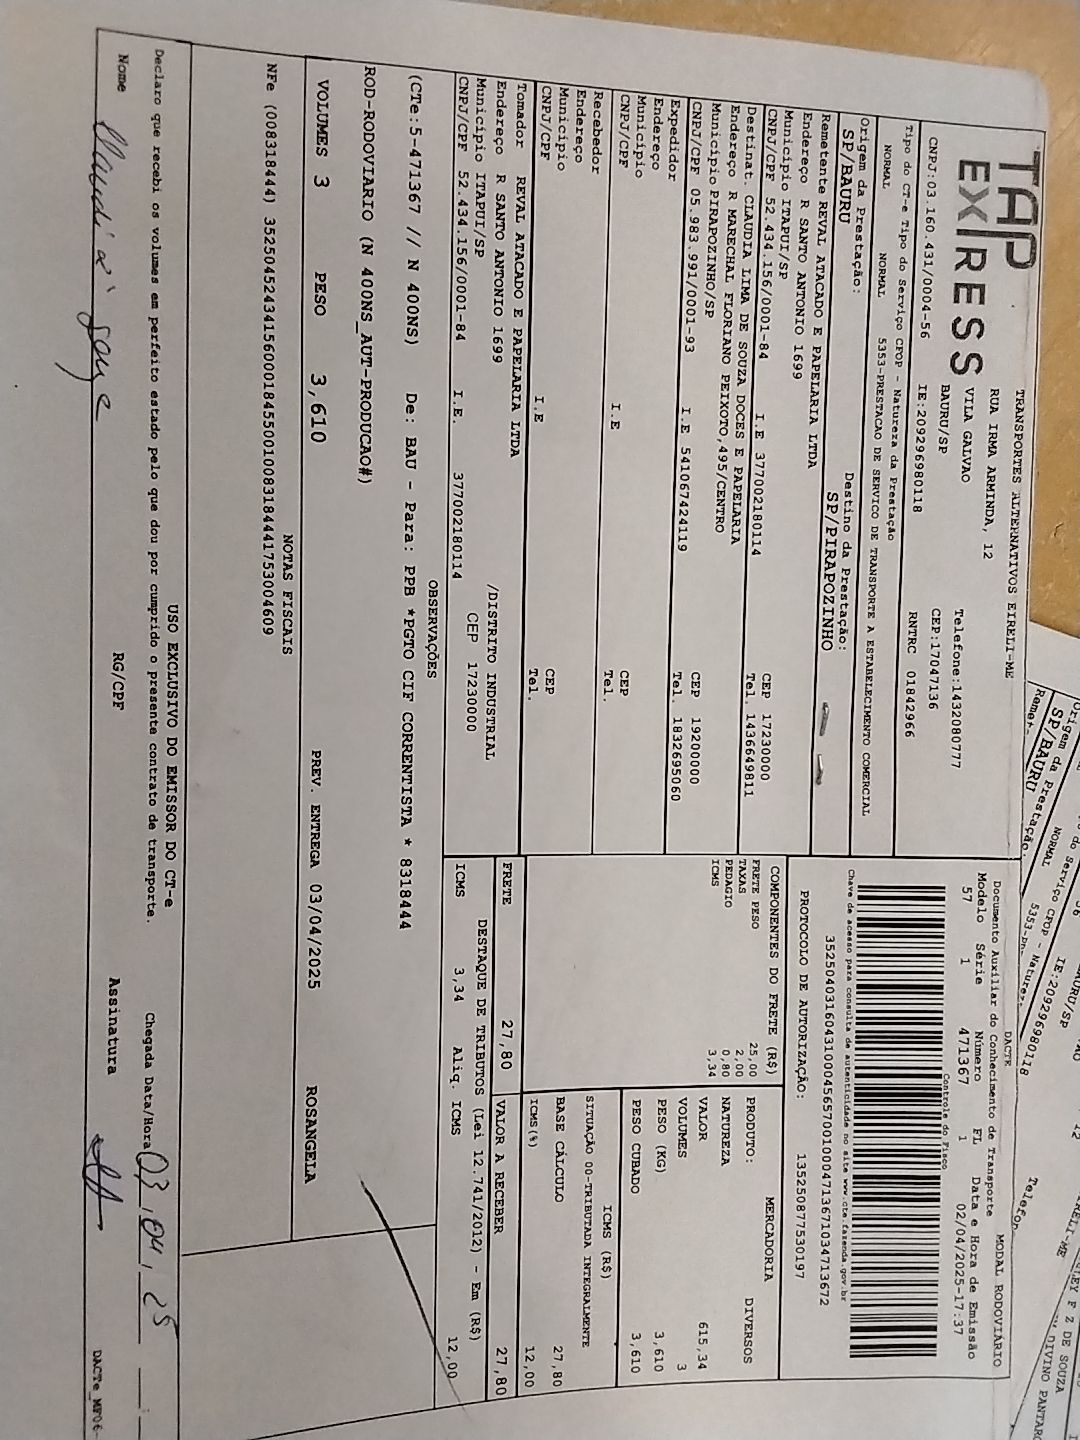 TAP
EXPRESS
TRANSPORTES ALTERNATIVOS EIRELI-ME
RUA IRMA ARMINDA, 12
VILA GALVAO
BAURU/SP
Telefone:1432080777
CEP:17047136
CNPJ:03.160.431/0004-56 IE:209296980118 RNTRC 01842966
DACTE MODAL RODOVIÁRIO
Documento Auxiliar do Conhecimento de Transporte
Modelo Série Número FL Data e Hora de Emissão
57 1 471367 1 02/04/2025-17:37
Controle do Fisco
Tipo do CT-e Tipo do Serviço CFOP - Natureza da Prestação
NORMAL NORMAL 5353-PRESTACAO DE SERVICO DE TRANSPORTE A ESTABELECIMENTO COMERCIAL
Chave de acesso para consulta de autenticidade no site www.cte.fazenda.gov.br
35250403160431000456570010004713671034713672
PROTOCOLO DE AUTORIZAÇÃO: 135250877530197
Origem da Prestação: Destino da Prestação:
SP/BAURU SP/PIRAPOZINHO
Remetente REVAL ATACADO E PAPELARIA LTDA
Endereço R SANTO ANTONIO 1699
Município ITAPUI/SP CEP 17230000
CNPJ/CPF 52.434.156/0001-84 I.E 377002180114 Tel. 1436649811
Destinat. CLAUDIA LIMA DE SOUZA DOCES E PAPELARIA
Endereço R MARECHAL FLORIANO PEIXOTO,495/CENTRO
Município PIRAPOZINHO/SP CEP 19200000
CNPJ/CPF 05.983.991/0001-93 I.E 541067424119 Tel. 1832695060
Expedidor
Endereço
Município CEP
CNPJ/CPF I.E Tel.
Recebedor
Endereço
Município CEP
CNPJ/CPF I.E Tel.
Tomador REVAL ATACADO E PAPELARIA LTDA
Endereço R SANTO ANTONIO 1699 /DISTRITO INDUSTRIAL
Município ITAPUI/SP CEP 17230000
CNPJ/CPF 52.434.156/0001-84 I.E. 377002180114
COMPONENTES DO FRETE (R$)
FRETE PESO 25,00
TAXAS 2,00
PEDAGIO 0,80
ICMS 3,34
MERCADORIA
PRODUTO: DIVERSOS
NATUREZA
VALOR 615,34
VOLUMES 3
PESO (KG) 3,610
PESO CUBADO 3,610
ICMS (R$)
SITUAÇÃO 00-TRIBUTADA INTEGRALMENTE
BASE CÁLCULO 27,80
ICMS(%) 12,00
FRETE 27,80 VALOR A RECEBER 27,80
DESTAQUE DE TRIBUTOS (Lei 12.741/2012) - Em (R$)
ICMS 3,34 Aliq. ICMS 12,00
OBSERVAÇÕES
(CTe:5-471367 // N 400NS) De: BAU - Para: PPB *PGTO CIF CORRENTISTA * 8318444
ROD-RODOVIARIO (N 400NS_AUT-PRODUCAO#)
VOLUMES 3 PESO 3,610 PREV. ENTREGA 03/04/2025 ROSANGELA
NOTAS FISCAIS
NFe (008318444) 35250452434156000184550010083184441753004609
USO EXCLUSIVO DO EMISSOR DO CT-e
Declaro que recebi os volumes em perfeito estado pelo que dou por cumprido o presente contrato de transporte. Chegada Data/Hora 03.04.25
Nome RG/CPF Assinatura
Origem da Prestação:
SP/BAURU
NORMAL
5353-
IE:209296980118
DE SOUZA
DIVINO